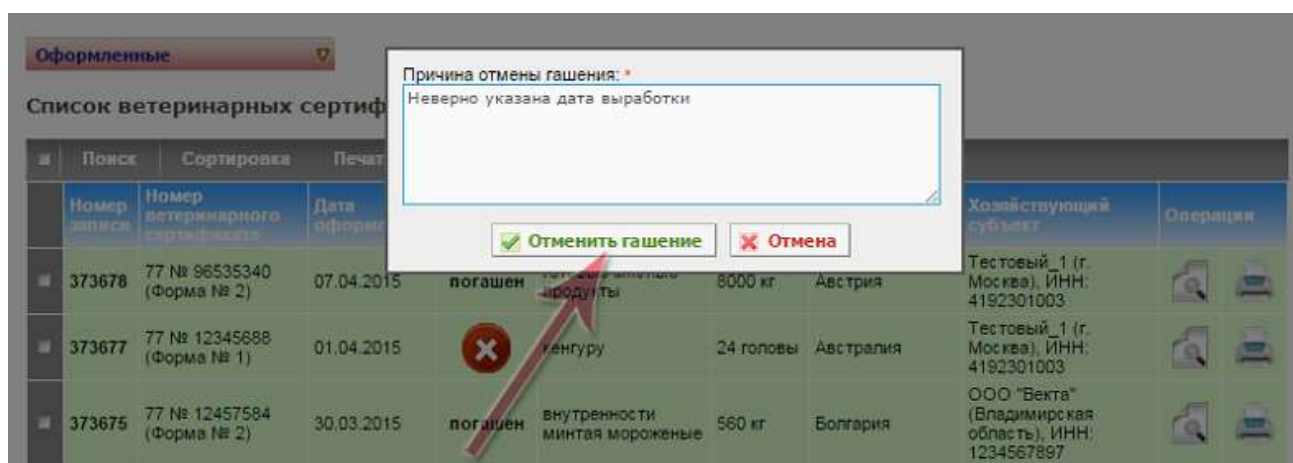 Оформленные
Причина отмены гашения: *
Неверно указана дата выработки
Список ветеринарных сертиф
Поиск Сортировка Печат
Номер записи Номер ветеринарного сертификата Дата оформ Хозяйствующий субъект Операции
Отменить гашение Отмена
373678 77 № 96535340 (Форма № 2) 07.04.2015 погашен продукты 8000 кг Австрия Тестовый_1 (г. Москва), ИНН: 4192301003
373677 77 № 12345688 (Форма № 1) 01.04.2015 кенгуру 24 головы Австралия Тестовый_1 (г. Москва), ИНН: 4192301003
373675 77 № 12457584 (Форма № 2) 30.03.2015 погашен внутренности минтая мороженые 560 кг Болгария ООО "Векта" (Владимирская область), ИНН: 1234567897